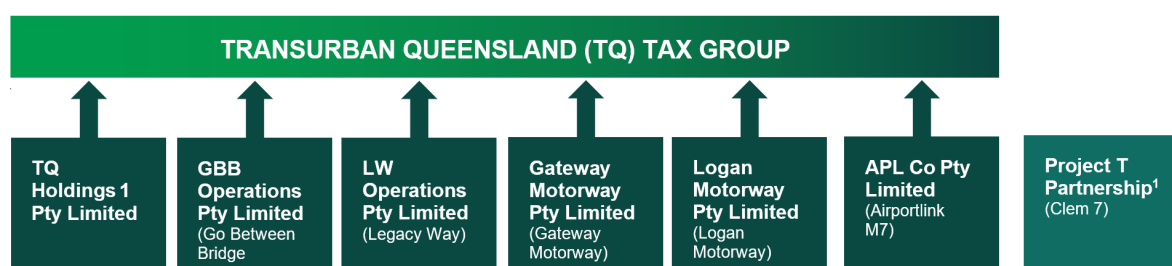 TRANSURBAN QUEENSLAND (TQ) TAX GROUP
TQ
Holdings 1
Pty Limited
GBB
Operations
Pty Limited
(Go Between
Bridge
LW
Operations
Pty Limited
(Legacy Way)
Gateway
Motorway
Pty Limited
(Gateway
Motorway)
Logan
Motorway
Pty Limited
(Logan
Motorway)
APL Co Pty
Limited
(Airportlink
M7)
Project T
Partnership¹
(Clem 7)